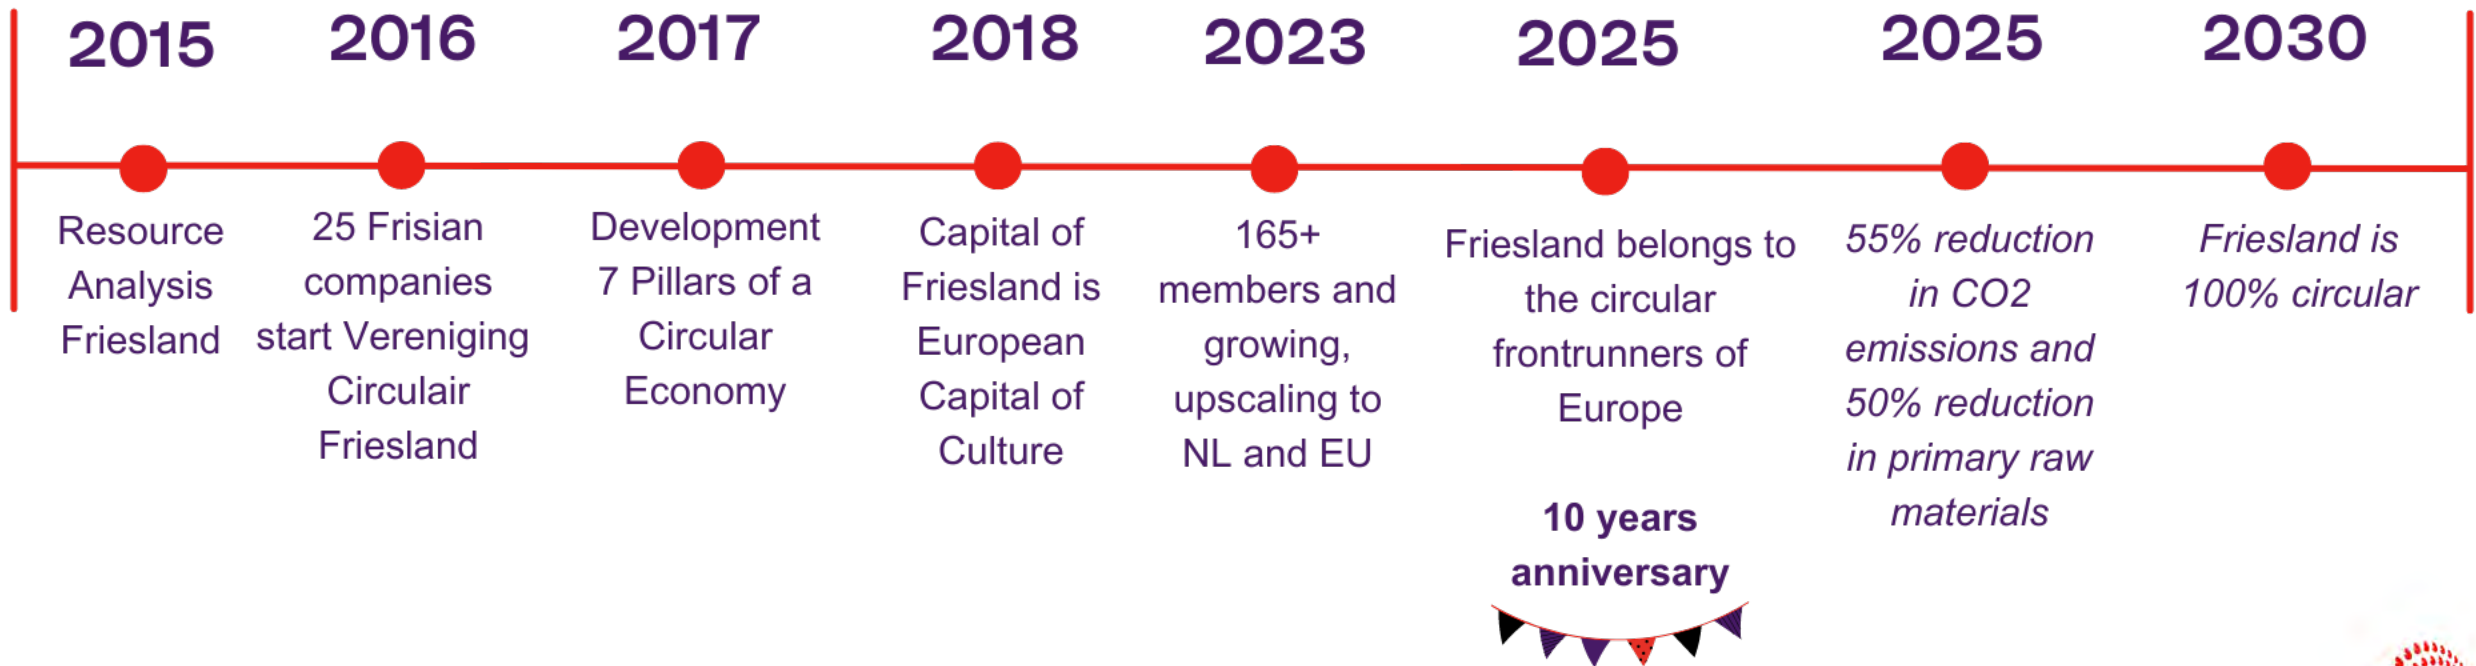 2015
Resource
Analysis
Friesland
2016
25 Frisian
companies
start Vereniging
Circulair
Friesland
2017
Development
7 Pillars of a
Circular
Economy
2018
Capital of
Friesland is
European
Capital of
Culture
2023
165+
members and
growing,
upscaling to
NL and EU
2025
Friesland belongs to
the circular
frontrunners of
Europe
10 years
anniversary
2025
55% reduction
in CO2
emissions and
50% reduction
in primary raw
materials
2030
Friesland is
100% circular